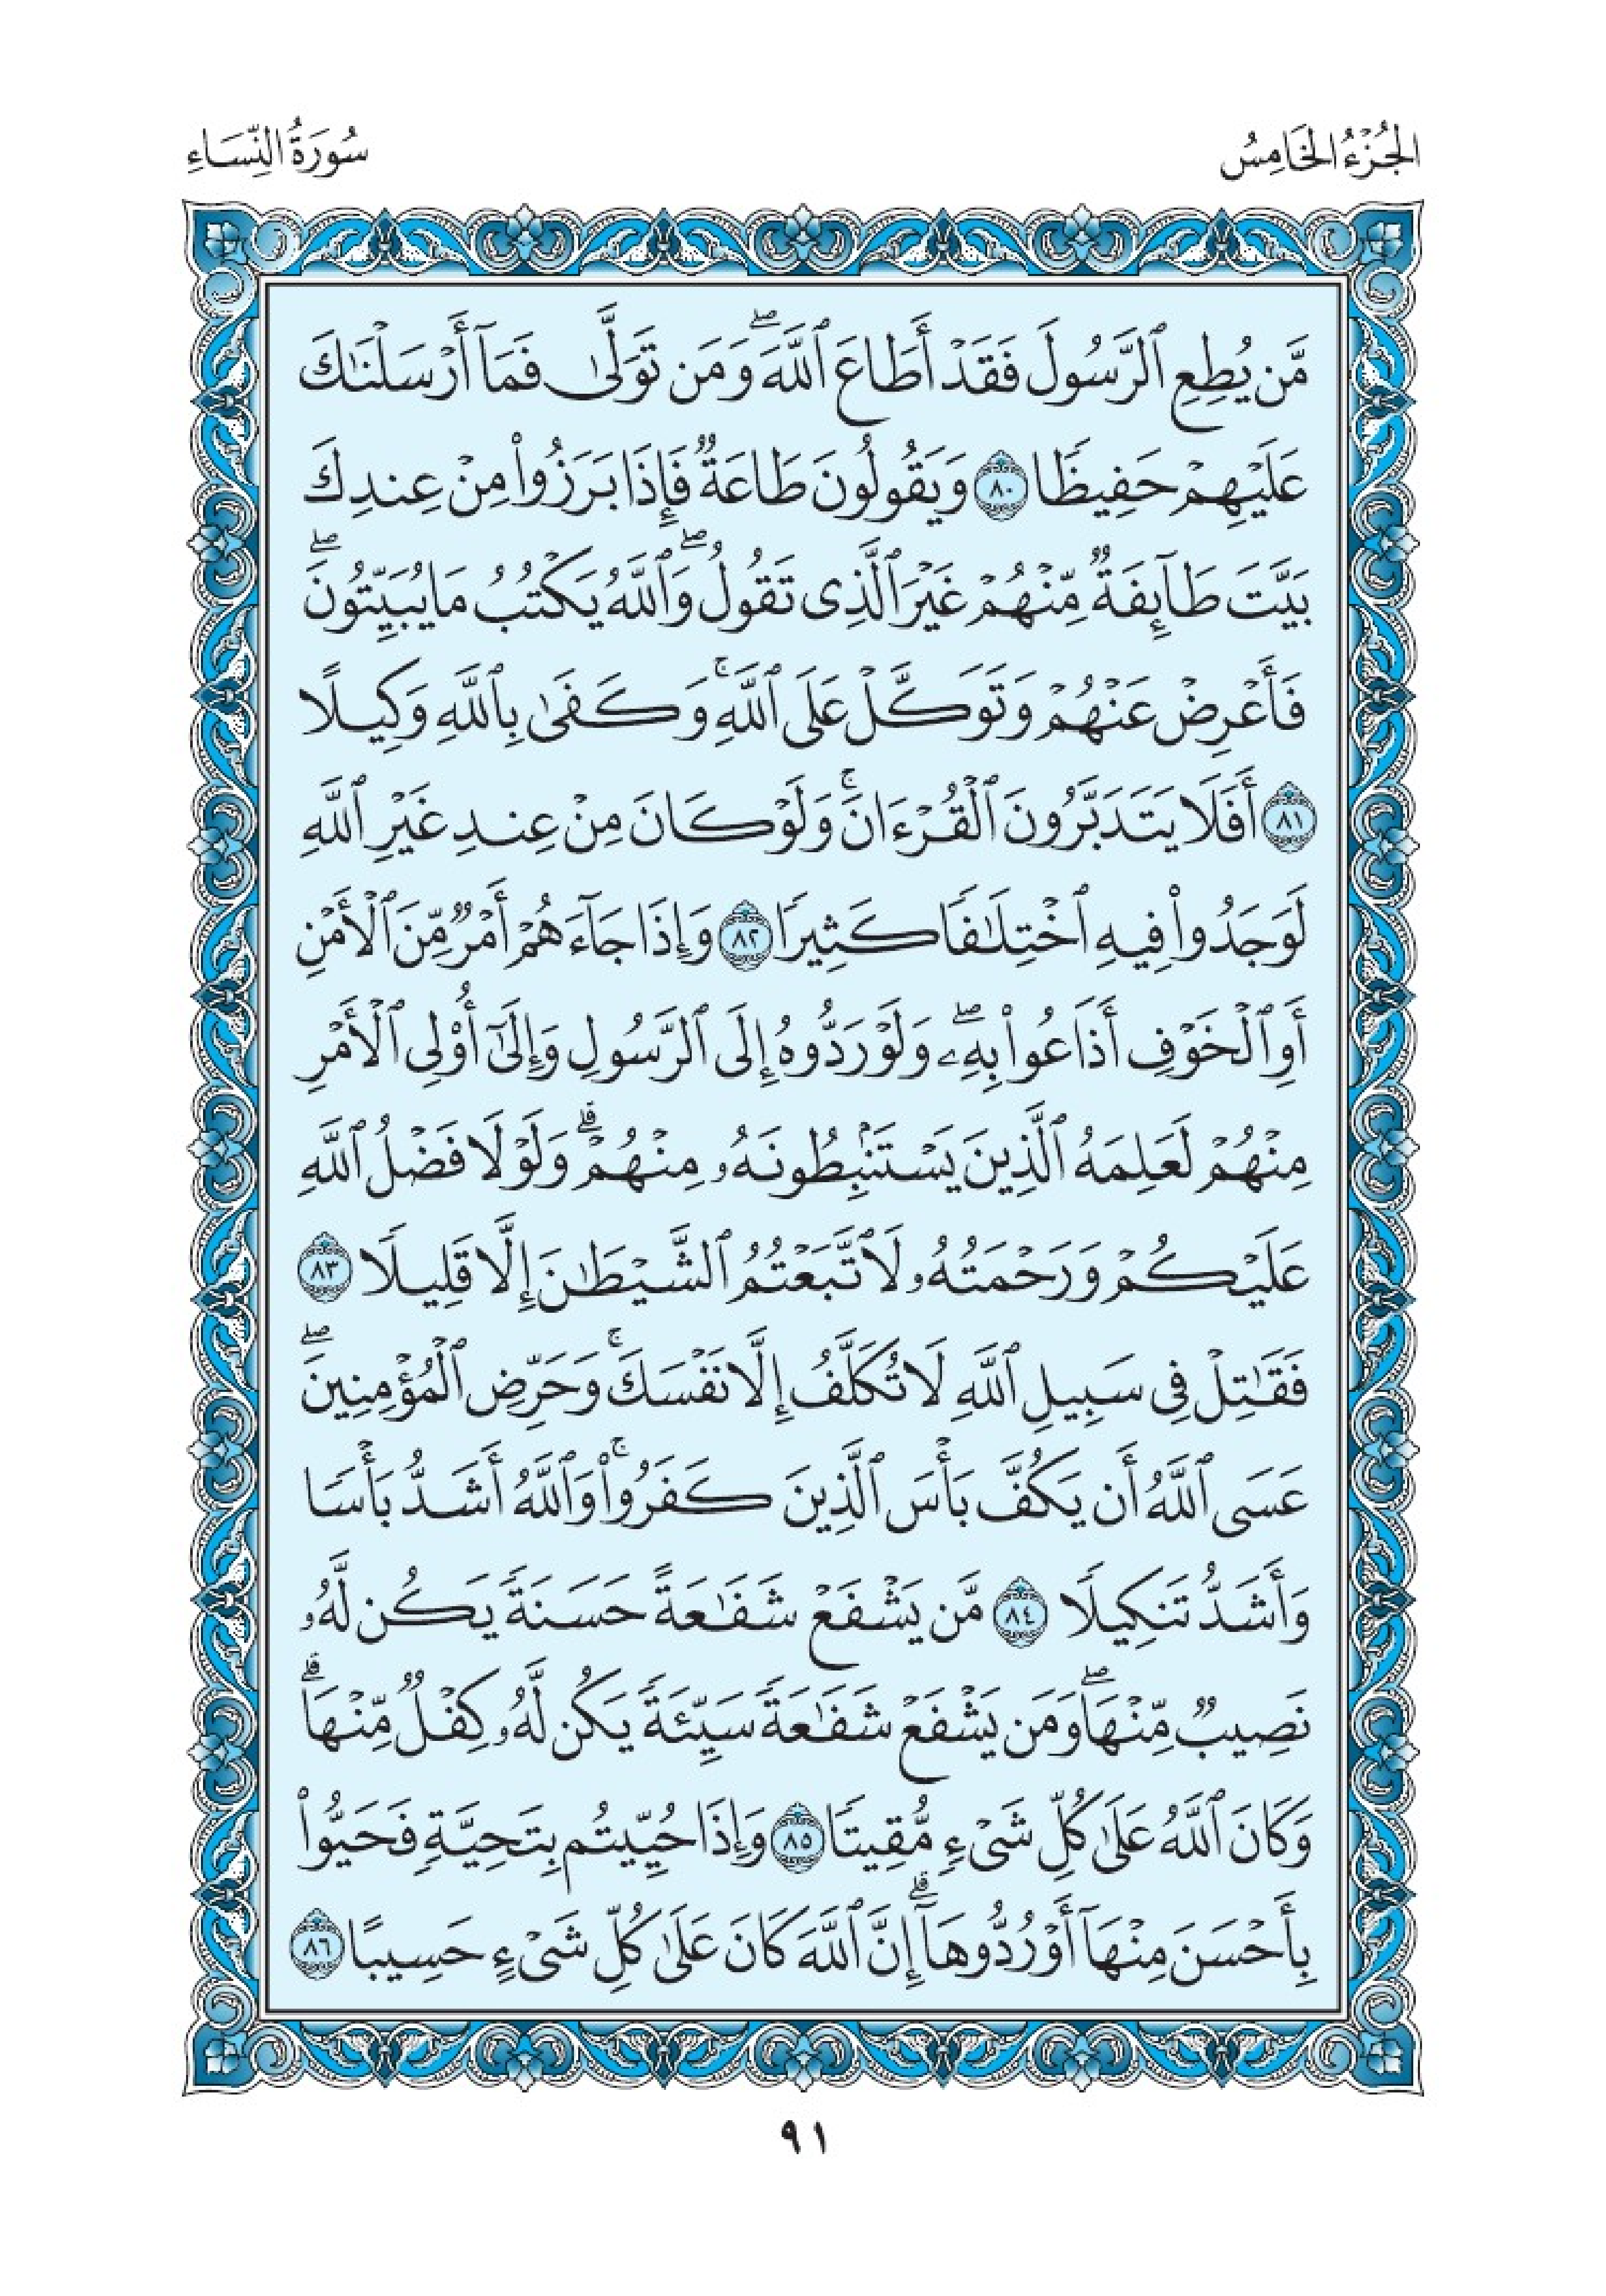 الجُزْءُ الخَامِسُ
سُورَةُ النِّسَاءِ
مَّن يُطِعِ ٱلرَّسُولَ فَقَدْ أَطَاعَ ٱللَّهَۖ وَمَن تَوَلَّىٰ فَمَآ أَرْسَلْنَٰكَ
عَلَيْهِمْ حَفِيظًا ٨٠ وَيَقُولُونَ طَاعَةٌ فَإِذَا بَرَزُوا۟ مِنْ عِندِكَ
بَيَّتَ طَآئِفَةٌ مِّنْهُمْ غَيْرَ ٱلَّذِى تَقُولُۖ وَٱللَّهُ يَكْتُبُ مَا يُبَيِّتُونَۖ
فَأَعْرِضْ عَنْهُمْ وَتَوَكَّلْ عَلَى ٱللَّهِۚ وَكَفَىٰ بِٱللَّهِ وَكِيلًا
٨١ أَفَلَا يَتَدَبَّرُونَ ٱلْقُرْءَانَۚ وَلَوْ كَانَ مِنْ عِندِ غَيْرِ ٱللَّهِ
لَوَجَدُوا۟ فِيهِ ٱخْتِلَٰفًا كَثِيرًا ٨٢ وَإِذَا جَآءَهُمْ أَمْرٌ مِّنَ ٱلْأَمْنِ
أَوِ ٱلْخَوْفِ أَذَاعُوا۟ بِهِۦۖ وَلَوْ رَدُّوهُ إِلَى ٱلرَّسُولِ وَإِلَىٰٓ أُو۟لِى ٱلْأَمْرِ
مِنْهُمْ لَعَلِمَهُ ٱلَّذِينَ يَسْتَنۢبِطُونَهُۥ مِنْهُمْۗ وَلَوْلَا فَضْلُ ٱللَّهِ
عَلَيْكُمْ وَرَحْمَتُهُۥ لَٱتَّبَعْتُمُ ٱلشَّيْطَٰنَ إِلَّا قَلِيلًا ٨٣
فَقَٰتِلْ فِى سَبِيلِ ٱللَّهِ لَا تُكَلَّفُ إِلَّا نَفْسَكَۚ وَحَرِّضِ ٱلْمُؤْمِنِينَۖ
عَسَى ٱللَّهُ أَن يَكُفَّ بَأْسَ ٱلَّذِينَ كَفَرُوا۟ۚ وَٱللَّهُ أَشَدُّ بَأْسًا
وَأَشَدُّ تَنكِيلًا ٨٤ مَّن يَشْفَعْ شَفَٰعَةً حَسَنَةً يَكُن لَّهُۥ
نَصِيبٌ مِّنْهَاۖ وَمَن يَشْفَعْ شَفَٰعَةً سَيِّئَةً يَكُن لَّهُۥ كِفْلٌ مِّنْهَاۗ
وَكَانَ ٱللَّهُ عَلَىٰ كُلِّ شَىْءٍ مُّقِيتًا ٨٥ وَإِذَا حُيِّيتُم بِتَحِيَّةٍ فَحَيُّوا۟
بِأَحْسَنَ مِنْهَآ أَوْ رُدُّوهَآۗ إِنَّ ٱللَّهَ كَانَ عَلَىٰ كُلِّ شَىْءٍ حَسِيبًا ٨٦
٩١